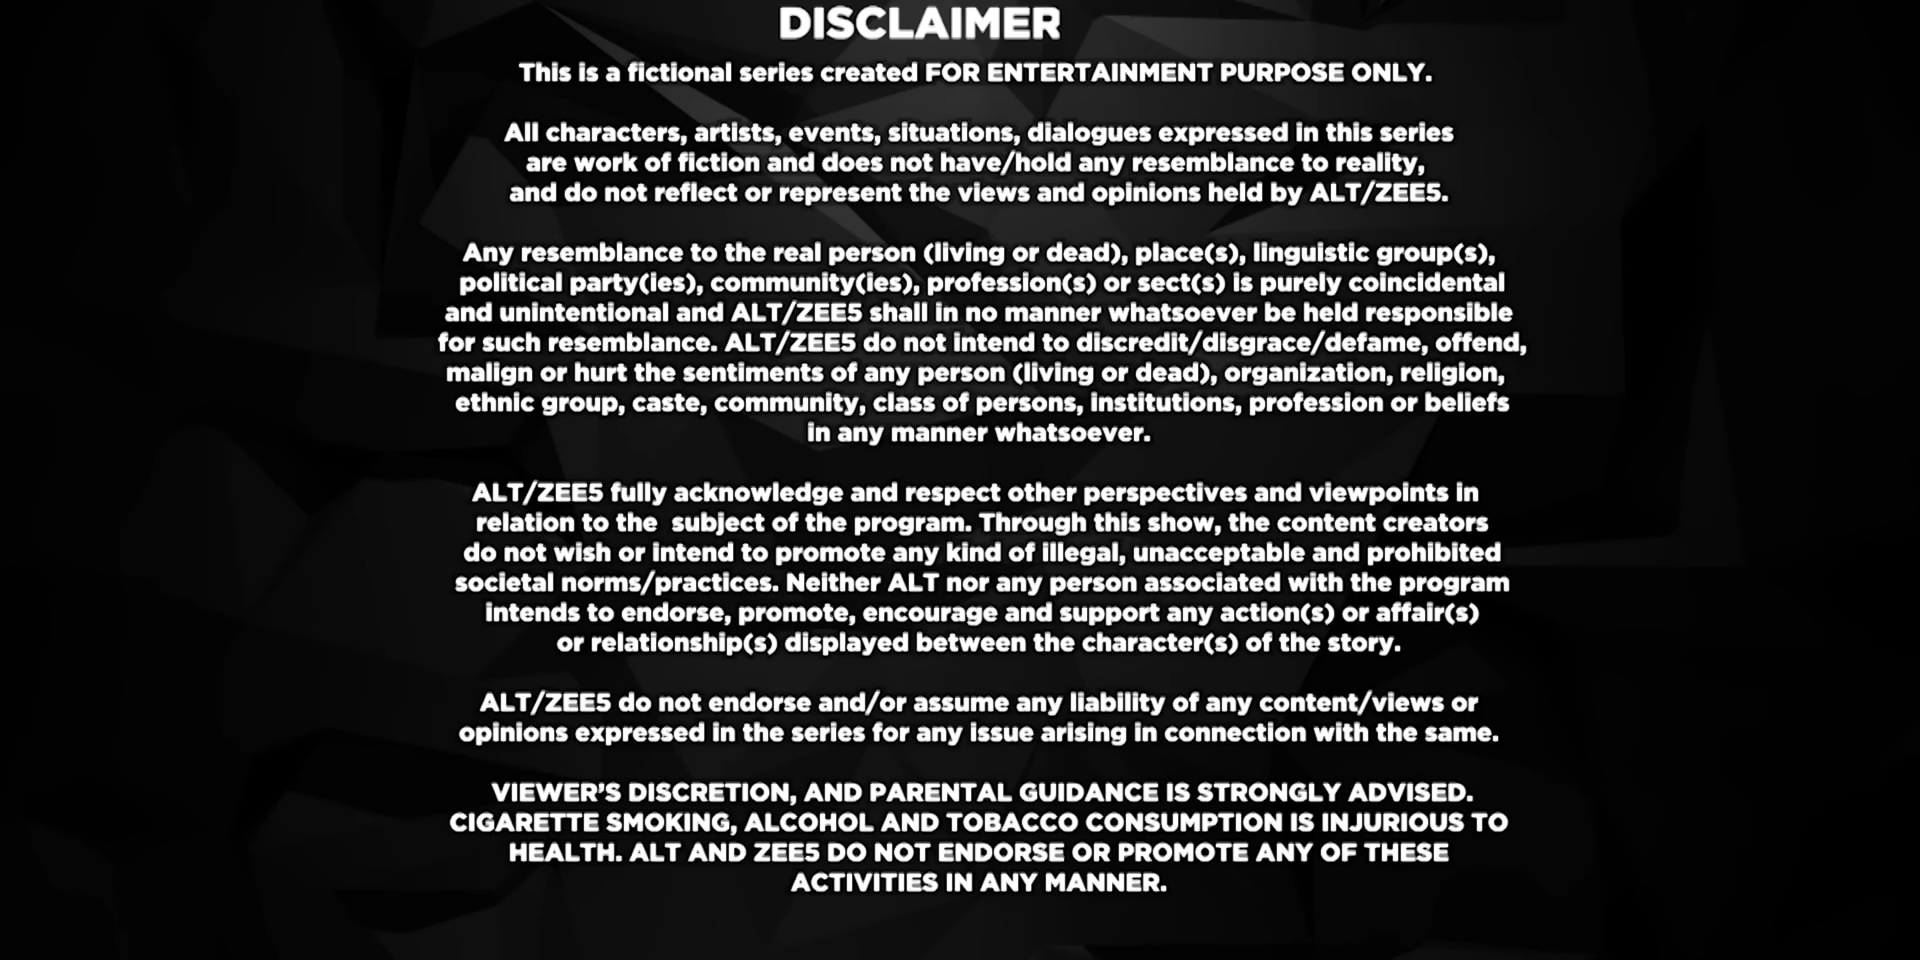 DISCLAIMER
This is a fictional series created FOR ENTERTAINMENT PURPOSE ONLY.
All characters, artists, events, situations, dialogues expressed in this series
are work of fiction and does not have/hold any resemblance to reality,
and do not reflect or represent the views and opinions held by ALT/ZEE5.
Any resemblance to the real person (living or dead), place(s), linguistic group(s),
political party(ies), community(ies), profession(s) or sect(s) is purely coincidental
and unintentional and ALT/ZEE5 shall in no manner whatsoever be held responsible
for such resemblance. ALT/ZEE5 do not intend to discredit/disgrace/defame, offend,
malign or hurt the sentiments of any person (living or dead), organization, religion,
ethnic group, caste, community, class of persons, institutions, profession or beliefs
in any manner whatsoever.
ALT/ZEE5 fully acknowledge and respect other perspectives and viewpoints in
relation to the  subject of the program. Through this show, the content creators
do not wish or intend to promote any kind of illegal, unacceptable and prohibited
societal norms/practices. Neither ALT nor any person associated with the program
intends to endorse, promote, encourage and support any action(s) or affair(s)
or relationship(s) displayed between the character(s) of the story.
ALT/ZEE5 do not endorse and/or assume any liability of any content/views or
opinions expressed in the series for any issue arising in connection with the same.
VIEWER'S DISCRETION, AND PARENTAL GUIDANCE IS STRONGLY ADVISED.
CIGARETTE SMOKING, ALCOHOL AND TOBACCO CONSUMPTION IS INJURIOUS TO
HEALTH. ALT AND ZEE5 DO NOT ENDORSE OR PROMOTE ANY OF THESE
ACTIVITIES IN ANY MANNER.